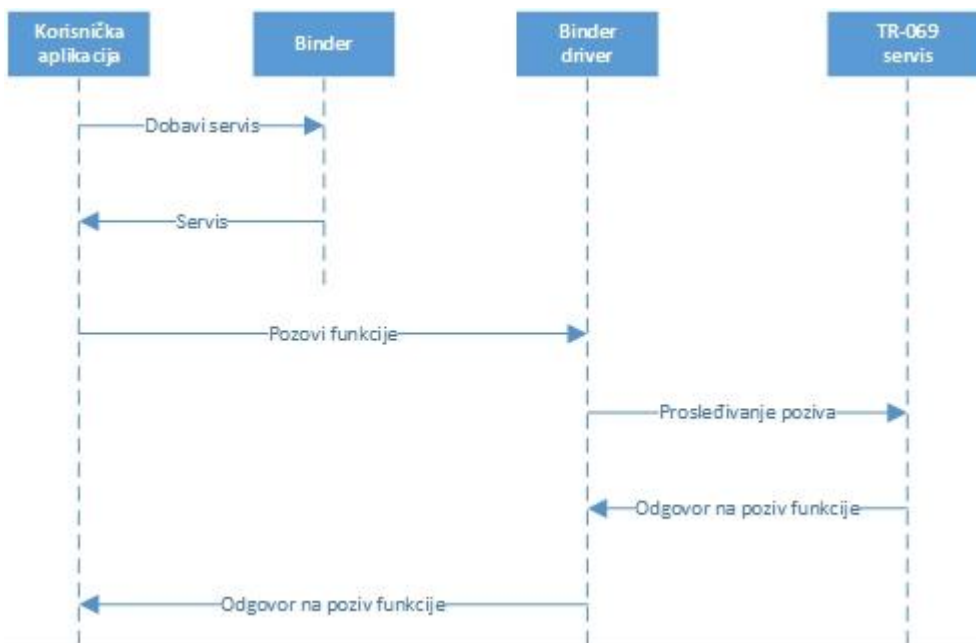 Korisnička
aplikacija
Binder
Binder
driver
TR-069
servis
Dobavi servis
Servis
Pozovi funkcije
Prosleđivanje poziva
Odgovor na poziv funkcije
Odgovor na poziv funkcije